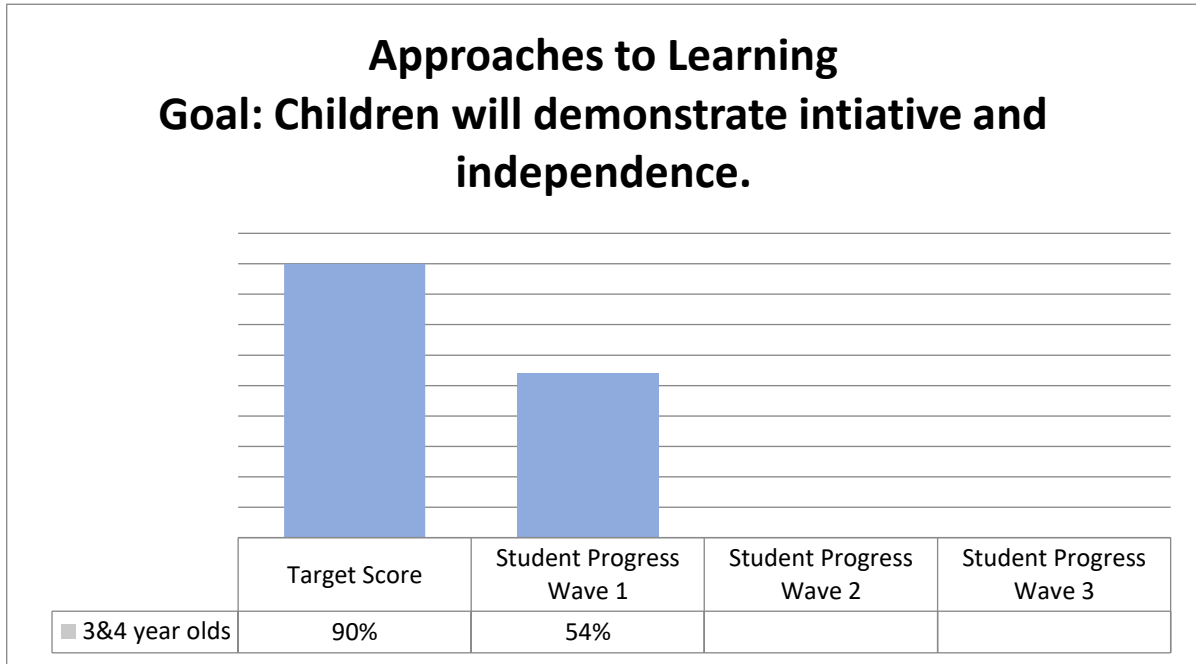 Approaches to Learning
Goal: Children will demonstrate intiative and
independence.
Target Score
Student Progress
Wave 1
Student Progress
Wave 2
Student Progress
Wave 3
3&4 year olds
90%
54%